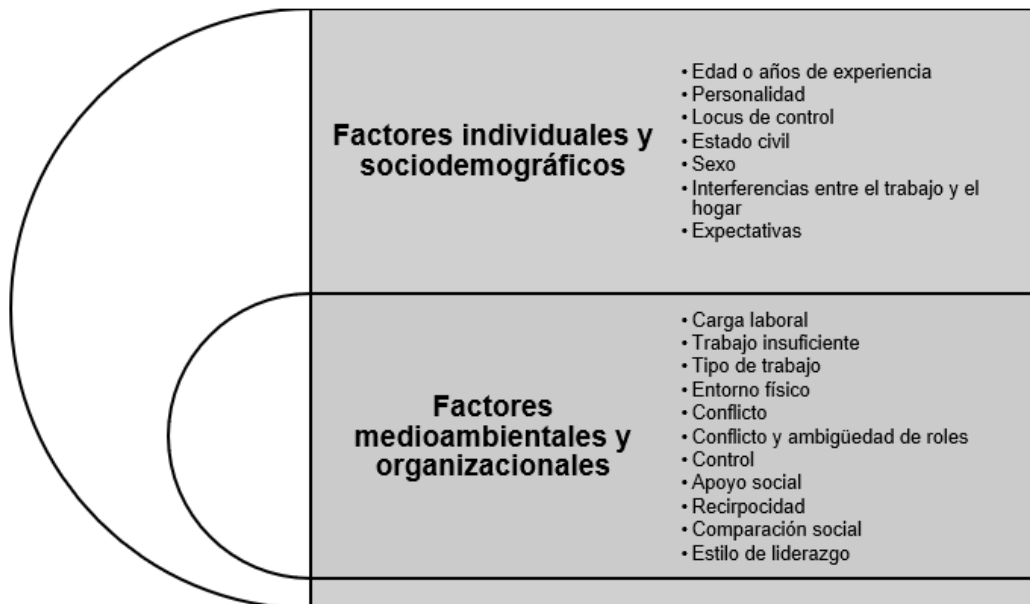 Factores individuales y
sociodemográficos
• Edad o años de experiencia
• Personalidad
• Locus de control
• Estado civil
• Sexo
• Interferencias entre el trabajo y el
hogar
• Expectativas
Factores
medioambientales y
organizacionales
• Carga laboral
• Trabajo insuficiente
• Tipo de trabajo
• Entorno físico
• Conflicto
• Conflicto y ambigüedad de roles
• Control
• Apoyo social
• Recirpocidad
• Comparación social
• Estilo de liderazgo